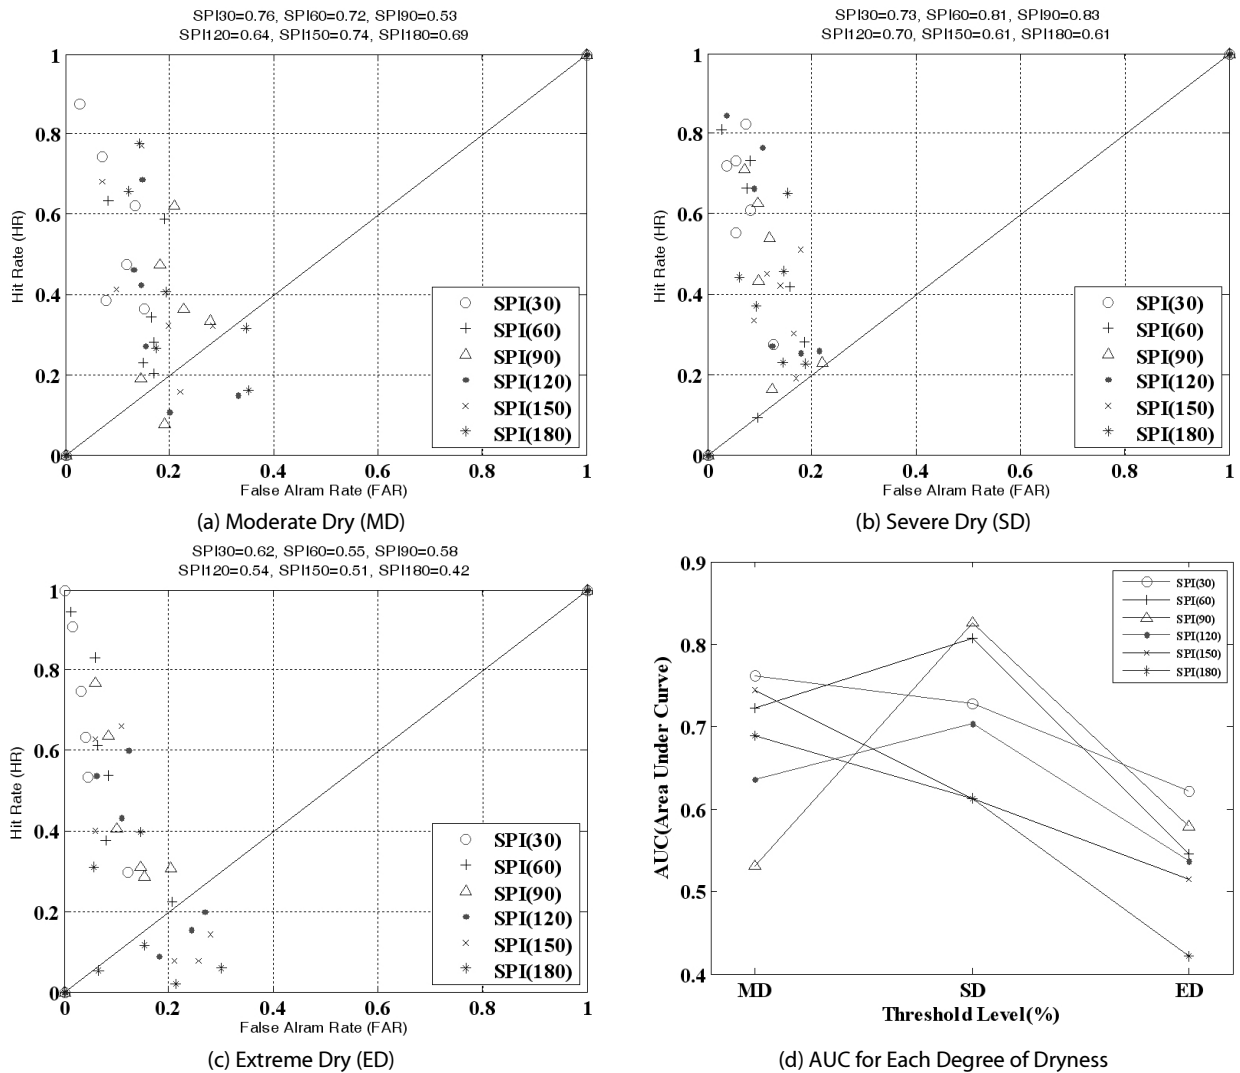 SPI30=0.76, SPI60=0.72, SPI90=0.53
SPI120=0.64, SPI150=0.74, SPI180=0.69
1
0.8
0.6
0.4
0.2
0
Hit Rate (HR)
SPI(30)
SPI(60)
SPI(90)
SPI(120)
SPI(150)
SPI(180)
0 0.2 0.4 0.6 0.8 1
False Alram Rate (FAR)
(a) Moderate Dry (MD)
SPI30=0.73, SPI60=0.81, SPI90=0.83
SPI120=0.70, SPI150=0.61, SPI180=0.61
1
0.8
0.6
0.4
0.2
0
Hit Rate (HR)
SPI(30)
SPI(60)
SPI(90)
SPI(120)
SPI(150)
SPI(180)
0 0.2 0.4 0.6 0.8 1
False Alram Rate (FAR)
(b) Severe Dry (SD)
SPI30=0.62, SPI60=0.55, SPI90=0.58
SPI120=0.54, SPI150=0.51, SPI180=0.42
1
0.8
0.6
0.4
0.2
0
Hit Rate (HR)
SPI(30)
SPI(60)
SPI(90)
SPI(120)
SPI(150)
SPI(180)
0 0.2 0.4 0.6 0.8 1
False Alram Rate (FAR)
(c) Extreme Dry (ED)
0.9
0.8
0.7
0.6
0.5
0.4
AUC(Area Under Curve)
SPI(30)
SPI(60)
SPI(90)
SPI(120)
SPI(150)
SPI(180)
MD SD ED
Threshold Level(%)
(d) AUC for Each Degree of Dryness